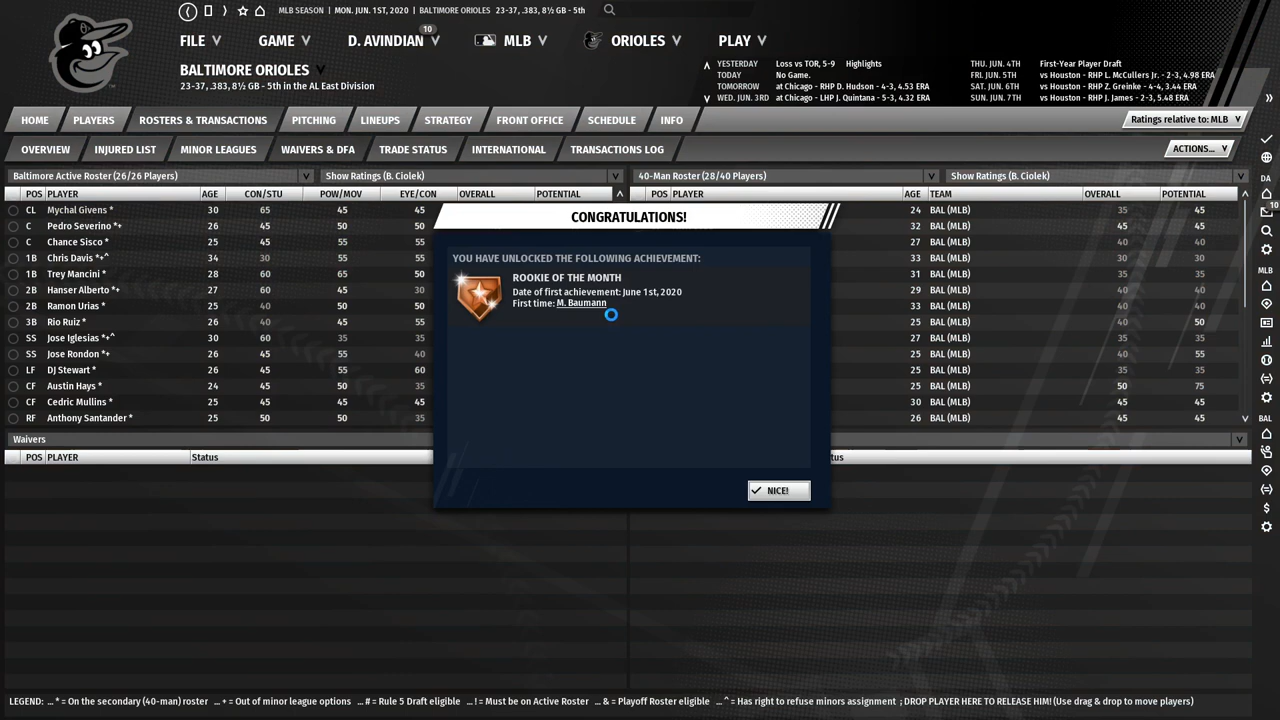 MLB SEASON | MON. JUN. 1ST, 2020 | BALTIMORE ORIOLES 23-37, .383, 8½ GB - 5th
FILE GAME D. AVINDIAN 10 MLB ORIOLES PLAY
BALTIMORE ORIOLES
23-37, .383, 8½ GB - 5th in the AL East Division
YESTERDAY Loss vs TOR, 5-9 Highlights THU. JUN. 4TH First-Year Player Draft
TODAY No Game. FRI. JUN. 5TH vs Houston - RHP L. McCullers Jr. - 2-3, 4.98 ERA
TOMORROW at Chicago - RHP D. Hudson - 4-3, 4.53 ERA SAT. JUN. 6TH vs Houston - RHP Z. Greinke - 4-4, 3.44 ERA
WED. JUN. 3RD at Chicago - LHP J. Quintana - 5-3, 4.32 ERA SUN. JUN. 7TH vs Houston - RHP J. James - 2-3, 5.48 ERA
HOME PLAYERS ROSTERS & TRANSACTIONS PITCHING LINEUPS STRATEGY FRONT OFFICE SCHEDULE INFO Ratings relative to: MLB
OVERVIEW INJURED LIST MINOR LEAGUES WAIVERS & DFA TRADE STATUS INTERNATIONAL TRANSACTIONS LOG ACTIONS...
Baltimore Active Roster (26/26 Players) Show Ratings (B. Ciolek) 40-Man Roster (28/40 Players) Show Ratings (B. Ciolek)
POS PLAYER AGE CON/STU POW/MOV EYE/CON OVERALL POTENTIAL POS PLAYER AGE TEAM OVERALL POTENTIAL
CL Mychal Givens * 30 65 45 45 24 BAL (MLB) 35 45
C Pedro Severino *+ 26 45 50 50 32 BAL (MLB) 45 45
C Chance Sisco * 25 45 55 55 27 BAL (MLB) 40 40
1B Chris Davis *+^ 34 30 55 55 33 BAL (MLB) 30 30
1B Trey Mancini * 28 60 65 50 31 BAL (MLB) 35 35
2B Hanser Alberto *+ 27 60 45 30 29 BAL (MLB) 40 40
2B Ramon Urias * 25 40 50 50 33 BAL (MLB) 40 40
3B Rio Ruiz * 26 40 45 55 25 BAL (MLB) 40 50
SS Jose Iglesias *+^ 30 60 35 35 27 BAL (MLB) 35 35
SS Jose Rondon *+ 26 45 55 40 25 BAL (MLB) 40 55
LF DJ Stewart * 26 45 55 60 25 BAL (MLB) 35 35
CF Austin Hays * 24 45 50 35 25 BAL (MLB) 50 75
CF Cedric Mullins * 25 45 45 45 30 BAL (MLB) 45 45
RF Anthony Santander * 25 50 50 35 26 BAL (MLB) 45 45
CONGRATULATIONS!
YOU HAVE UNLOCKED THE FOLLOWING ACHIEVEMENT:
ROOKIE OF THE MONTH
Date of first achievement: June 1st, 2020
First time: M. Baumann
NICE!
Waivers
POS PLAYER Status tus
DA
10
MLB
BAL
$
LEGEND: ... * = On the secondary (40-man) roster ... + = Out of minor league options ... # = Rule 5 Draft eligible ... ! = Must be on Active Roster ... & = Playoff Roster eligible ... ^ = Has right to refuse minors assignment ; DROP PLAYER HERE TO RELEASE HIM! (Use drag & drop to move players)